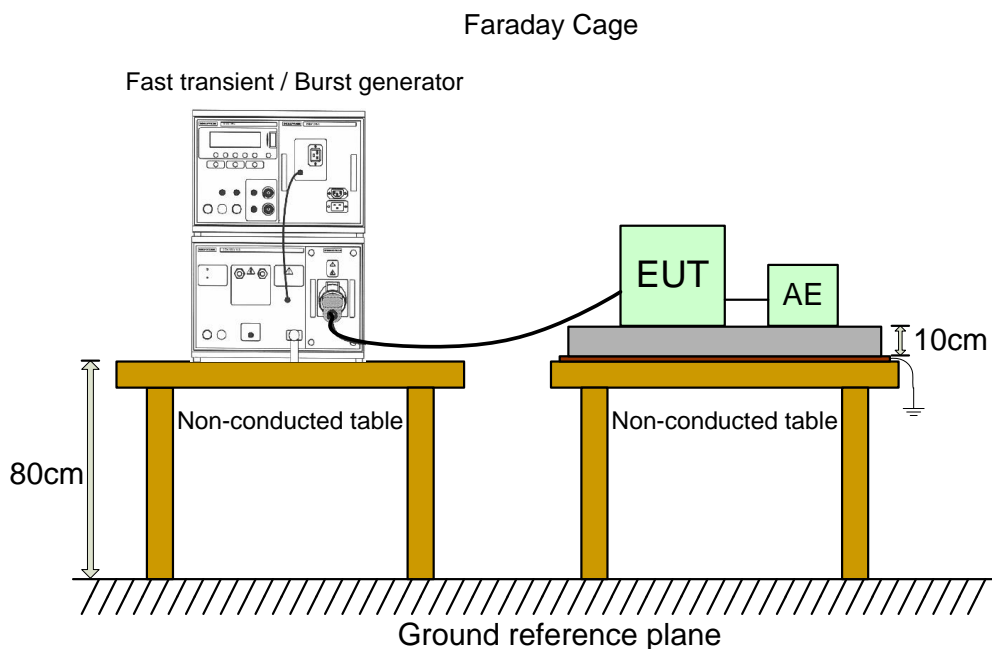 Faraday Cage
Fast transient / Burst generator
EUT
AE
10cm
Non-conducted table
Non-conducted table
80cm
Ground reference plane